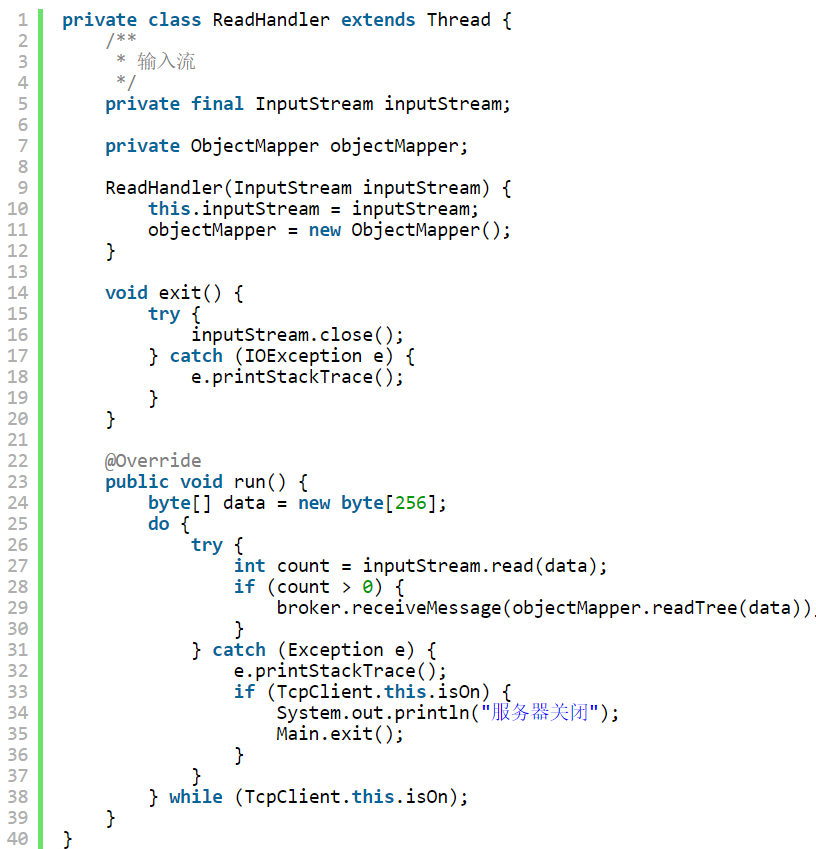 1 private class ReadHandler extends Thread {
2     /**
3      * 输入流
4      */
5     private final InputStream inputStream;
6
7     private ObjectMapper objectMapper;
8
9     ReadHandler(InputStream inputStream) {
10         this.inputStream = inputStream;
11         objectMapper = new ObjectMapper();
12     }
13
14     void exit() {
15         try {
16             inputStream.close();
17         } catch (IOException e) {
18             e.printStackTrace();
19         }
20     }
21
22     @Override
23     public void run() {
24         byte[] data = new byte[256];
25         do {
26             try {
27                 int count = inputStream.read(data);
28                 if (count > 0) {
29                     broker.receiveMessage(objectMapper.readTree(data));
30                 }
31             } catch (Exception e) {
32                 e.printStackTrace();
33                 if (TcpClient.this.isOn) {
34                     System.out.println("服务器关闭");
35                     Main.exit();
36                 }
37             }
38         } while (TcpClient.this.isOn);
39     }
40 }